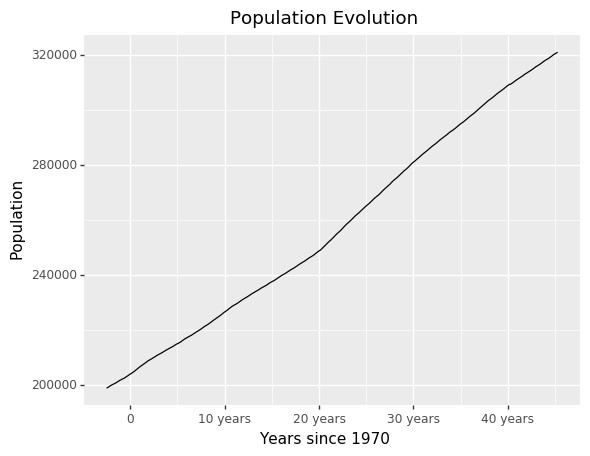 Population Evolution
320000
280000
240000
200000
Population
0
10 years
20 years
30 years
40 years
Years since 1970